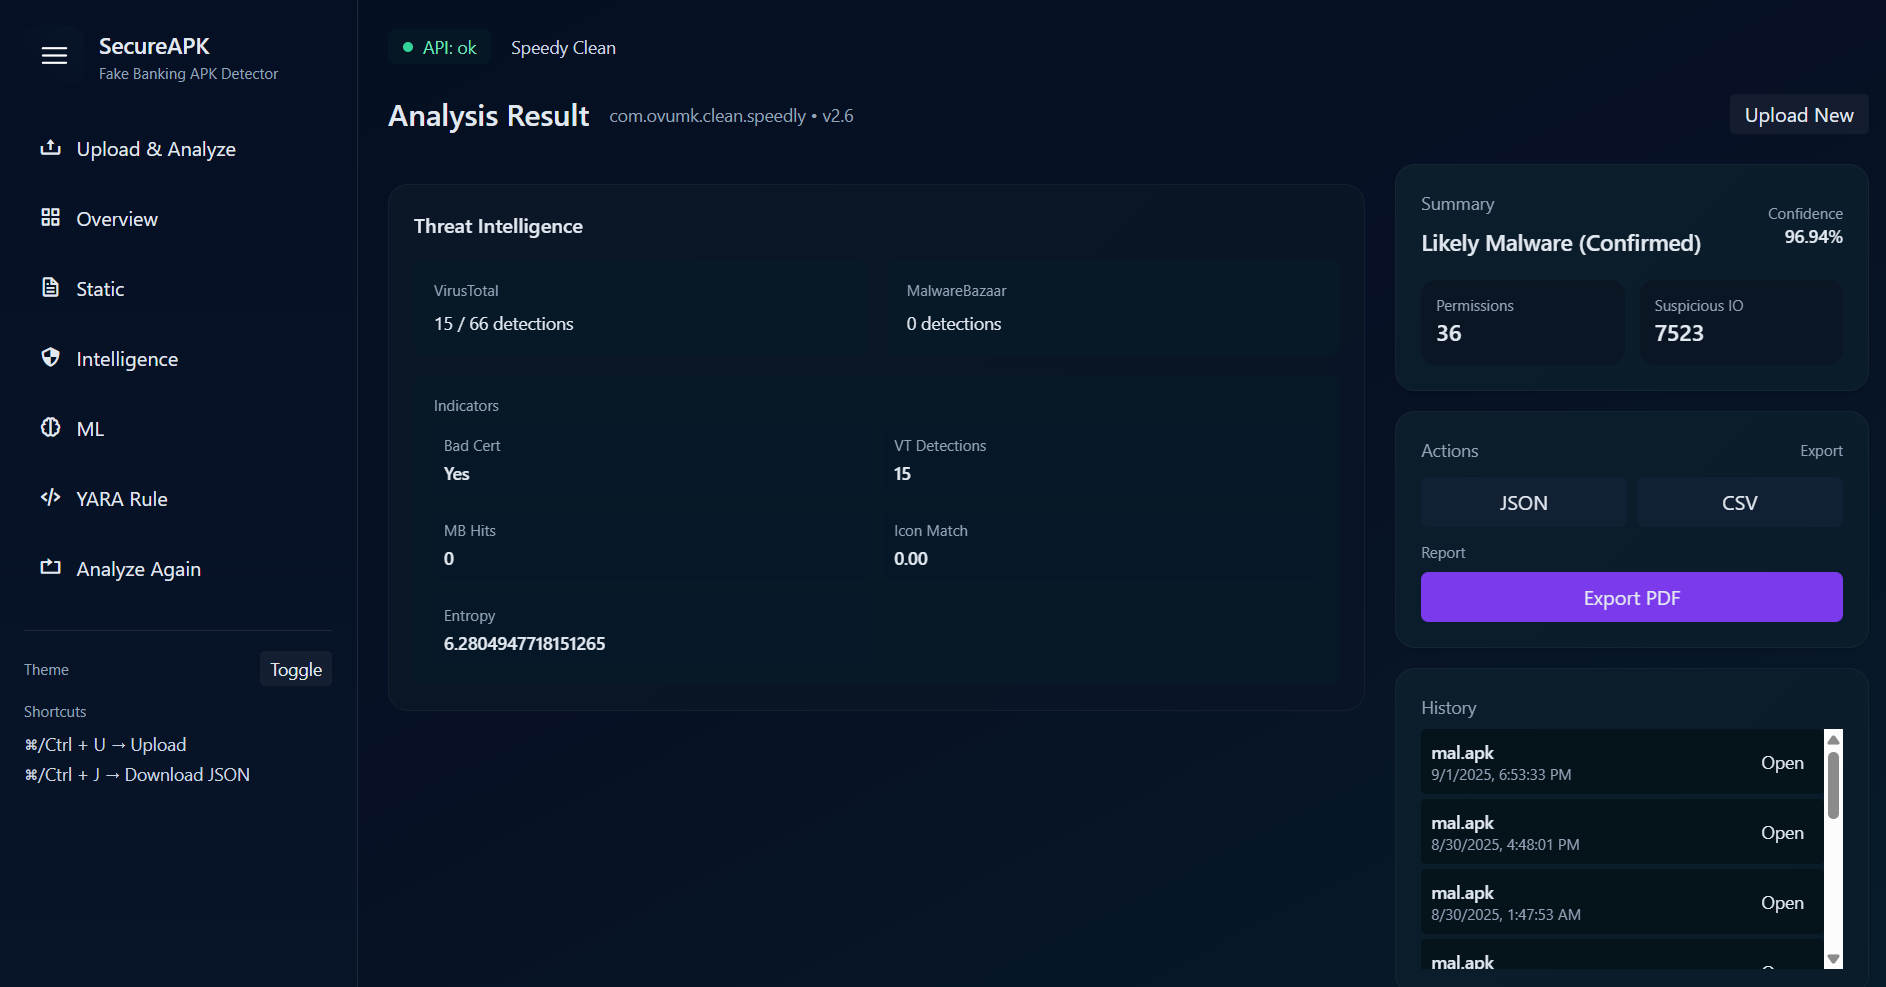 SecureAPK
Fake Banking APK Detector
Upload & Analyze
Overview
Static
Intelligence
ML
YARA Rule
Analyze Again
Theme
Toggle
Shortcuts
⌘/Ctrl + U → Upload
⌘/Ctrl + J → Download JSON
API: ok
Speedy Clean
Analysis Result
com.ovumk.clean.speedly • v2.6
Upload New
Threat Intelligence
VirusTotal
15 / 66 detections
MalwareBazaar
0 detections
Indicators
Bad Cert
Yes
VT Detections
15
MB Hits
0
Icon Match
0.00
Entropy
6.2804947718151265
Summary
Likely Malware (Confirmed)
Confidence
96.94%
Permissions
36
Suspicious IO
7523
Actions
Export
JSON
CSV
Report
Export PDF
History
mal.apk
9/1/2025, 6:53:33 PM
Open
mal.apk
8/30/2025, 4:48:01 PM
Open
mal.apk
8/30/2025, 1:47:53 AM
Open
mal.apk